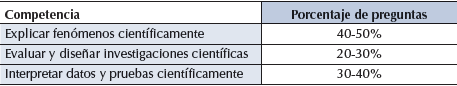 Competencia Porcentaje de preguntas
Explicar fenómenos científicamente 40-50%
Evaluar y diseñar investigaciones científicas 20-30%
Interpretar datos y pruebas científicamente 30-40%